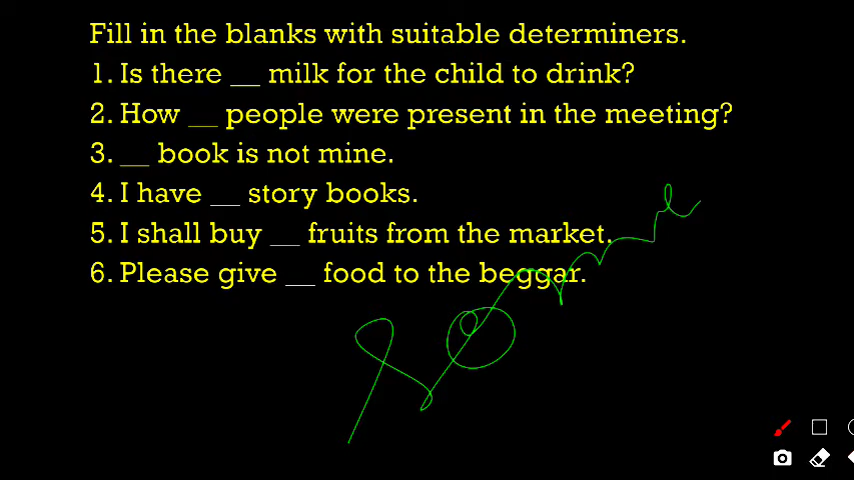 Fill in the blanks with suitable determiners.
1. Is there __ milk for the child to drink?
2. How __ people were present in the meeting?
3. __ book is not mine.
4. I have __ story books.
5. I shall buy __ fruits from the market.
6. Please give __ food to the beggar.
some